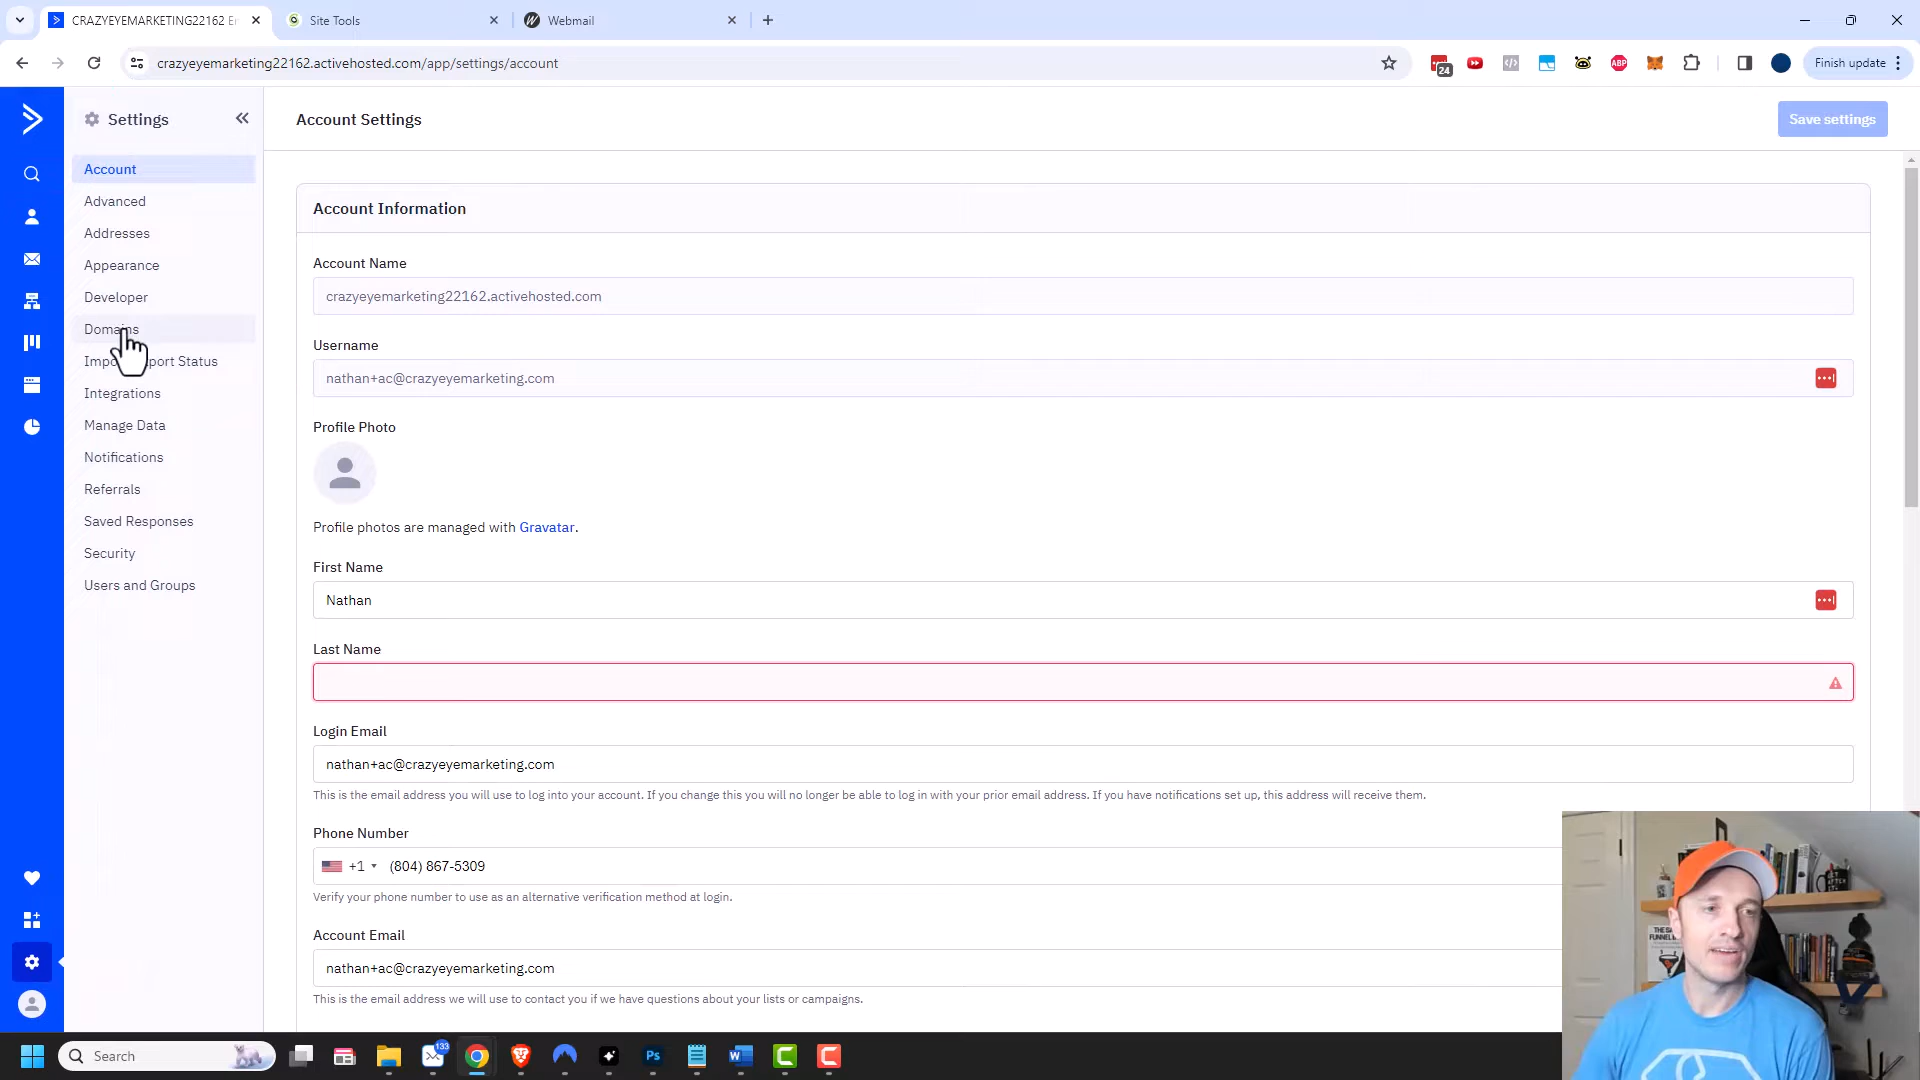 CRAZYEYEMARKETING22162 E
Site Tools
Webmail
crazyeyemarketing22162.activehosted.com/app/settings/account
24
ABP
Finish update
Settings
Account Settings
Save settings
Account
Advanced
Addresses
Appearance
Developer
Domains
Impo port Status
Integrations
Manage Data
Notifications
Referrals
Saved Responses
Security
Users and Groups
Account Information
Account Name
crazyeyemarketing22162.activehosted.com
Username
nathan+ac@crazyeyemarketing.com
Profile Photo
Profile photos are managed with Gravatar.
First Name
Nathan
Last Name
Login Email
nathan+ac@crazyeyemarketing.com
This is the email address you will use to log into your account. If you change this you will no longer be able to log in with your prior email address. If you have notifications set up, this address will receive them.
Phone Number
+1 (804) 867-5309
Verify your phone number to use as an alternative verification method at login.
Account Email
nathan+ac@crazyeyemarketing.com
This is the email address we will use to contact you if we have questions about your lists or campaigns.
Search
133
Ps
W
C
C